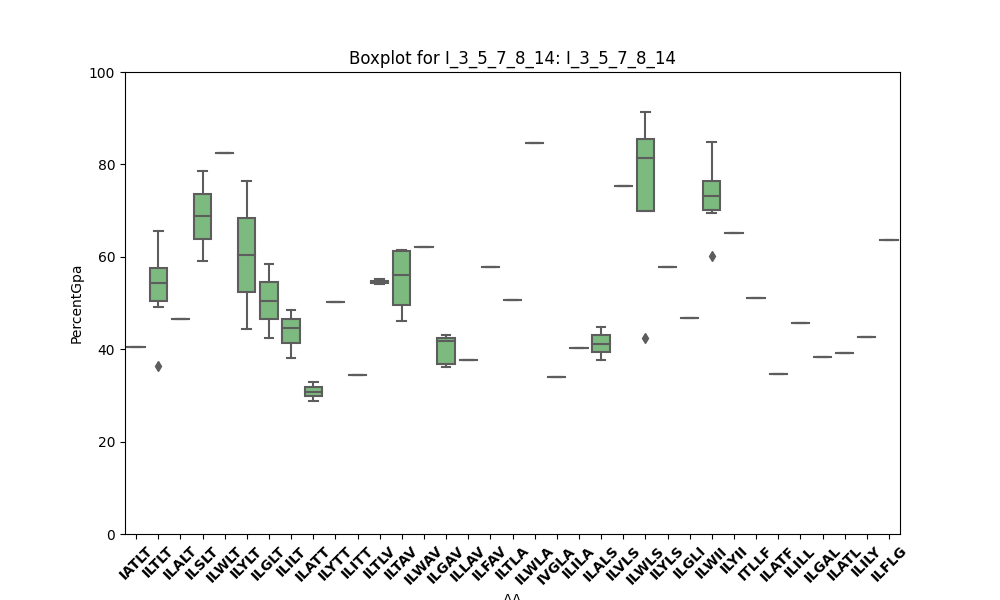 Boxplot for I_3_5_7_8_14: I_3_5_7_8_14
PercentGpa
100
80
60
40
20
0
IATLT
ILTLT
ILALT
ILSLT
ILWLT
ILYLT
ILGLT
ILILT
ILATT
ILYTT
ILITT
ILTLV
ILTAV
ILWAV
ILGAV
ILLAV
ILFAV
ILTLA
ILWLA
IVGLA
ILILA
ILALS
ILVLS
ILWLS
ILYLS
ILGLI
ILWII
ILYII
ITLLF
ILATF
ILILL
ILGAL
ILATL
ILILY
ILFLG